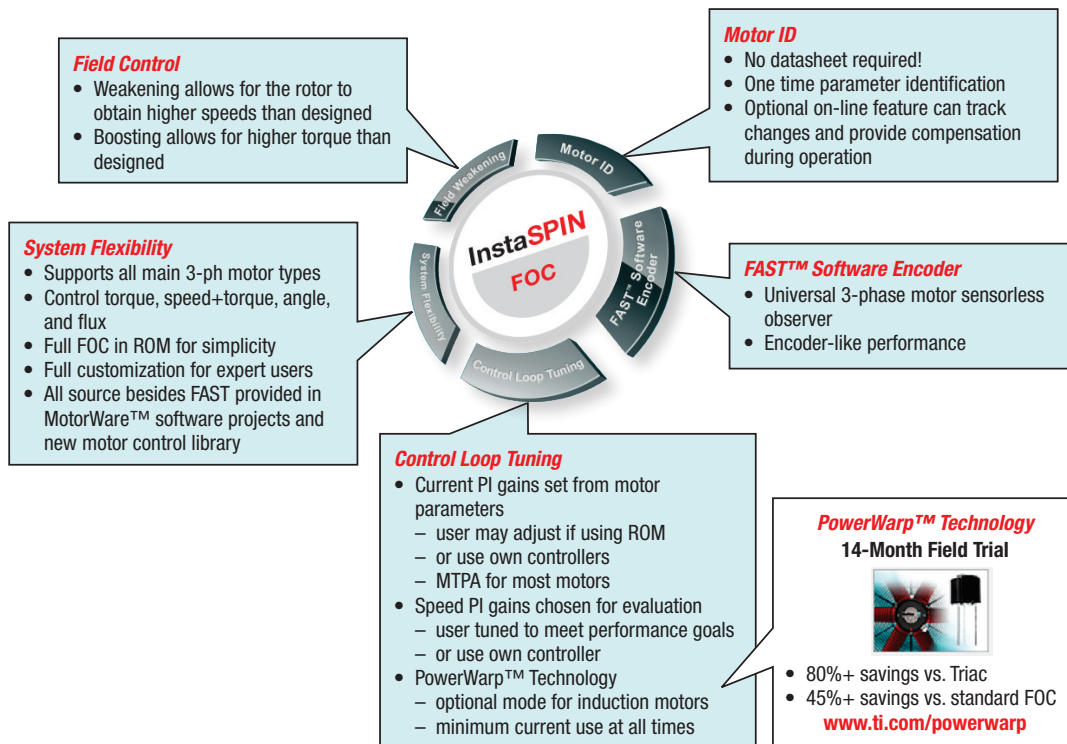 Field Control
• Weakening allows for the rotor to
obtain higher speeds than designed
• Boosting allows for higher torque than
designed
Motor ID
• No datasheet required!
• One time parameter identification
• Optional on-line feature can track
changes and provide compensation
during operation
Field Weakening
Motor ID
InstaSPIN
FOC
System Flexibility
FAST™ Software
Encoder
Control Loop Tuning
System Flexibility
• Supports all main 3-ph motor types
• Control torque, speed+torque, angle,
and flux
• Full FOC in ROM for simplicity
• Full customization for expert users
• All source besides FAST provided in
MotorWare™ software projects and
new motor control library
FAST™ Software Encoder
• Universal 3-phase motor sensorless
observer
• Encoder-like performance
Control Loop Tuning
• Current PI gains set from motor
parameters
– user may adjust if using ROM
– or use own controllers
– MTPA for most motors
• Speed PI gains chosen for evaluation
– user tuned to meet performance goals
– or use own controller
• PowerWarp™ Technology
– optional mode for induction motors
– minimum current use at all times
PowerWarp™ Technology
14-Month Field Trial
• 80%+ savings vs. Triac
• 45%+ savings vs. standard FOC
www.ti.com/powerwarp